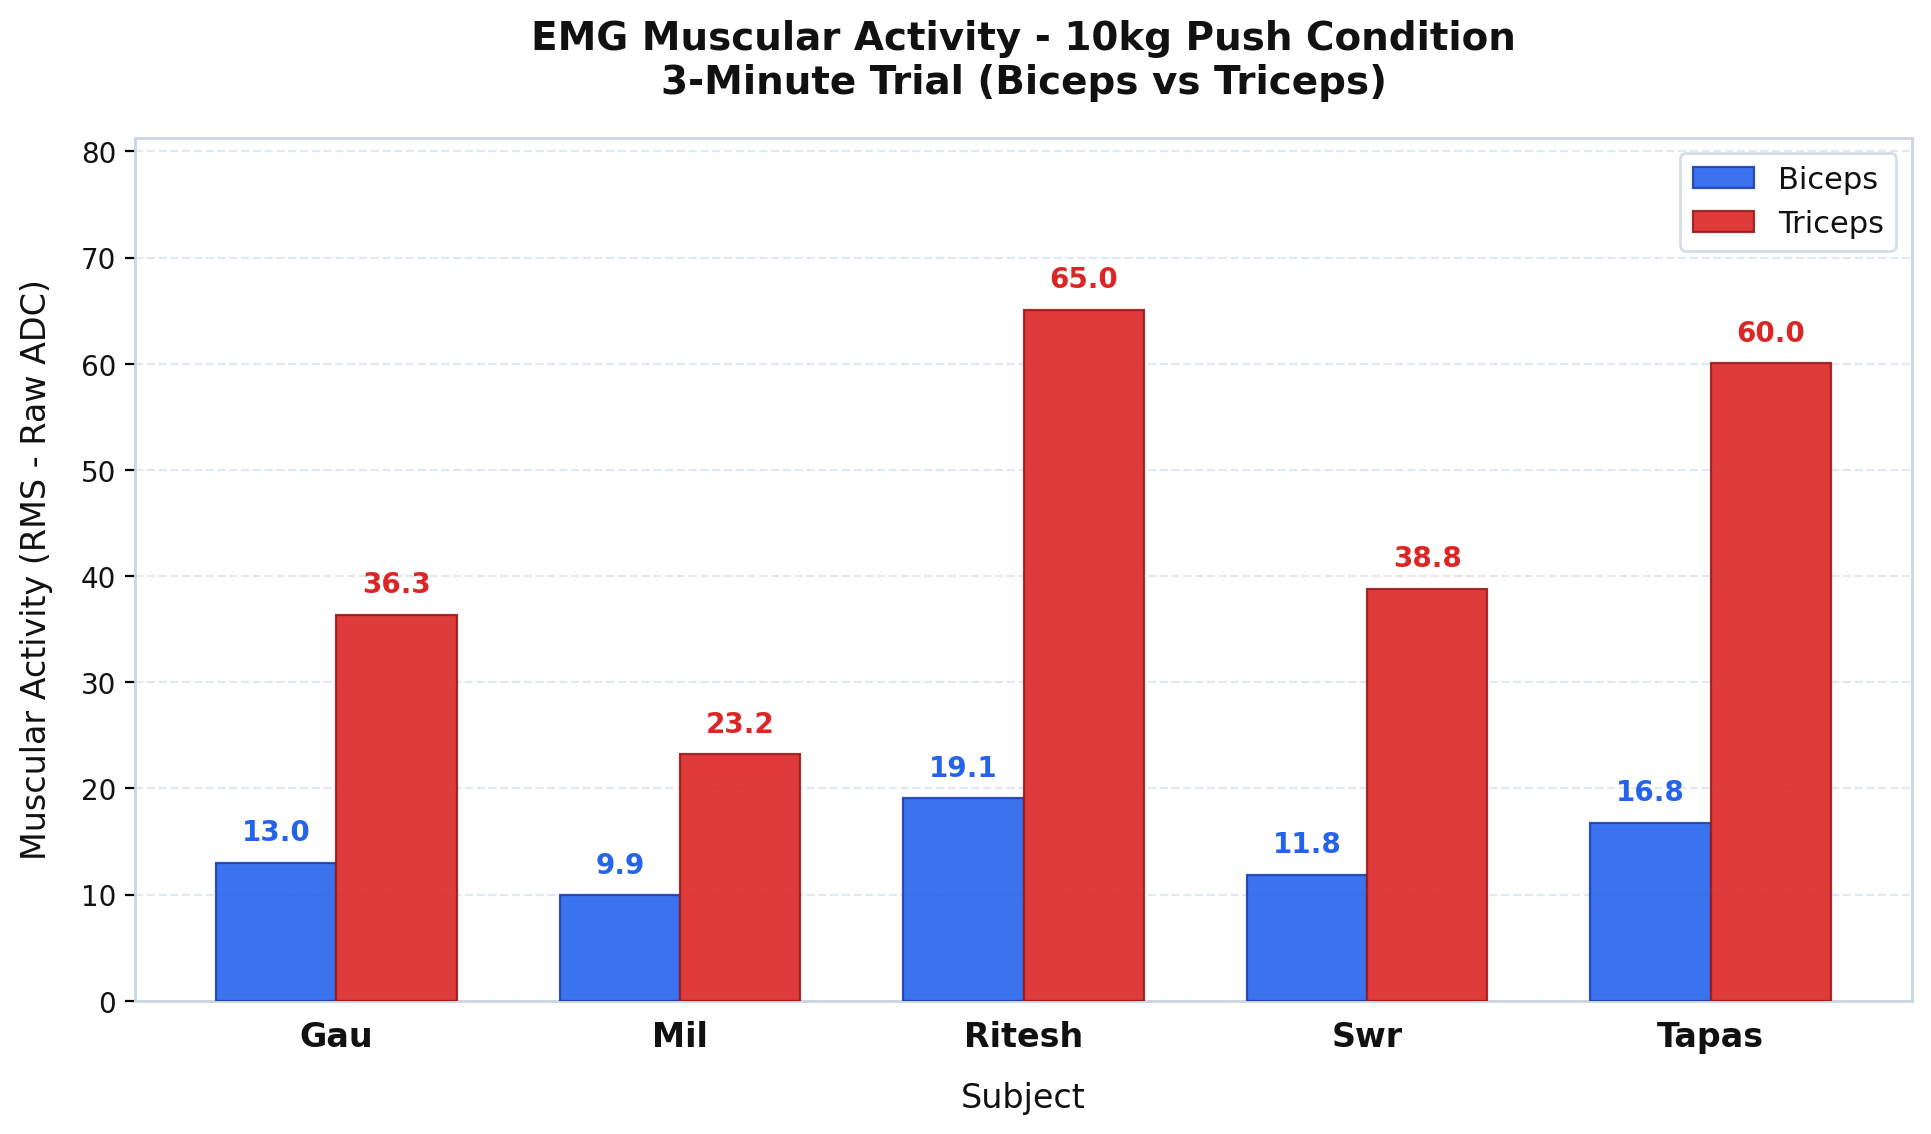 EMG Muscular Activity - 10kg Push Condition
3-Minute Trial (Biceps vs Triceps)
Muscular Activity (RMS - Raw ADC)
80
70
60
50
40
30
20
10
0
Biceps
Triceps
13.0
36.3
9.9
23.2
19.1
65.0
11.8
38.8
16.8
60.0
Gau
Mil
Ritesh
Swr
Tapas
Subject